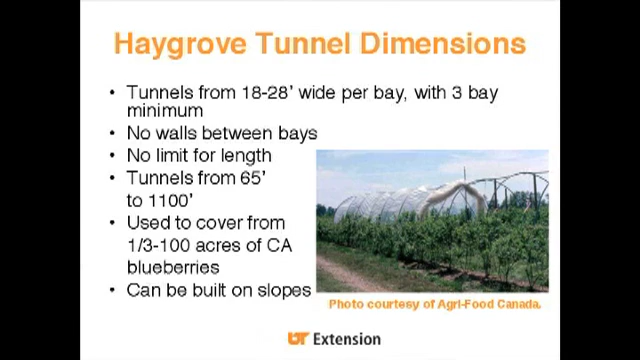 Haygrove Tunnel Dimensions
• Tunnels from 18-28' wide per bay, with 3 bay
minimum
• No walls between bays
• No limit for length
• Tunnels from 65'
to 1100'
• Used to cover from
1/3-100 acres of CA
blueberries
• Can be built on slopes
Photo courtesy of Agri-Food Canada.
UT Extension